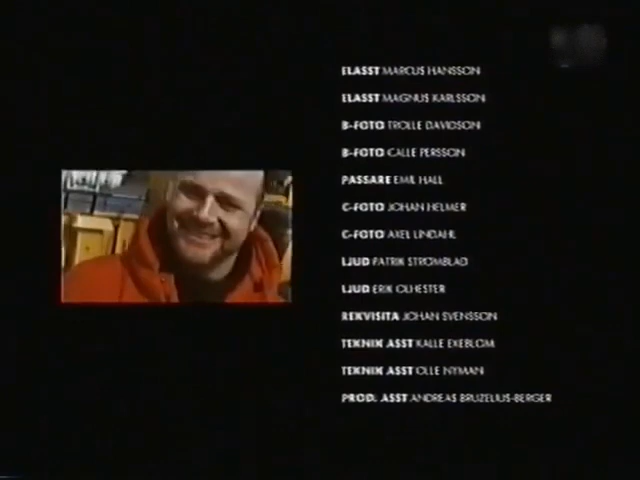 ELASST MARCUS HANSSON
ELASST MAGNUS KARLSSON
B-FOTO TROLLE DAVIDSON
B-FOTO CALLE PERSSON
PASSARE EMIL HALL
C-FOTO JOHAN HELMER
C-FOTO AXEL LINDAHL
LJUD PATRIK STRÖMBLAD
LJUD ERIK OLHESTER
REKVISITA JOHAN SVENSSON
TEKNIK ASST KALLE EXEBLOM
TEKNIK ASST OLLE NYMAN
PROD. ASST ANDREAS BRUZELIUS-BERGER